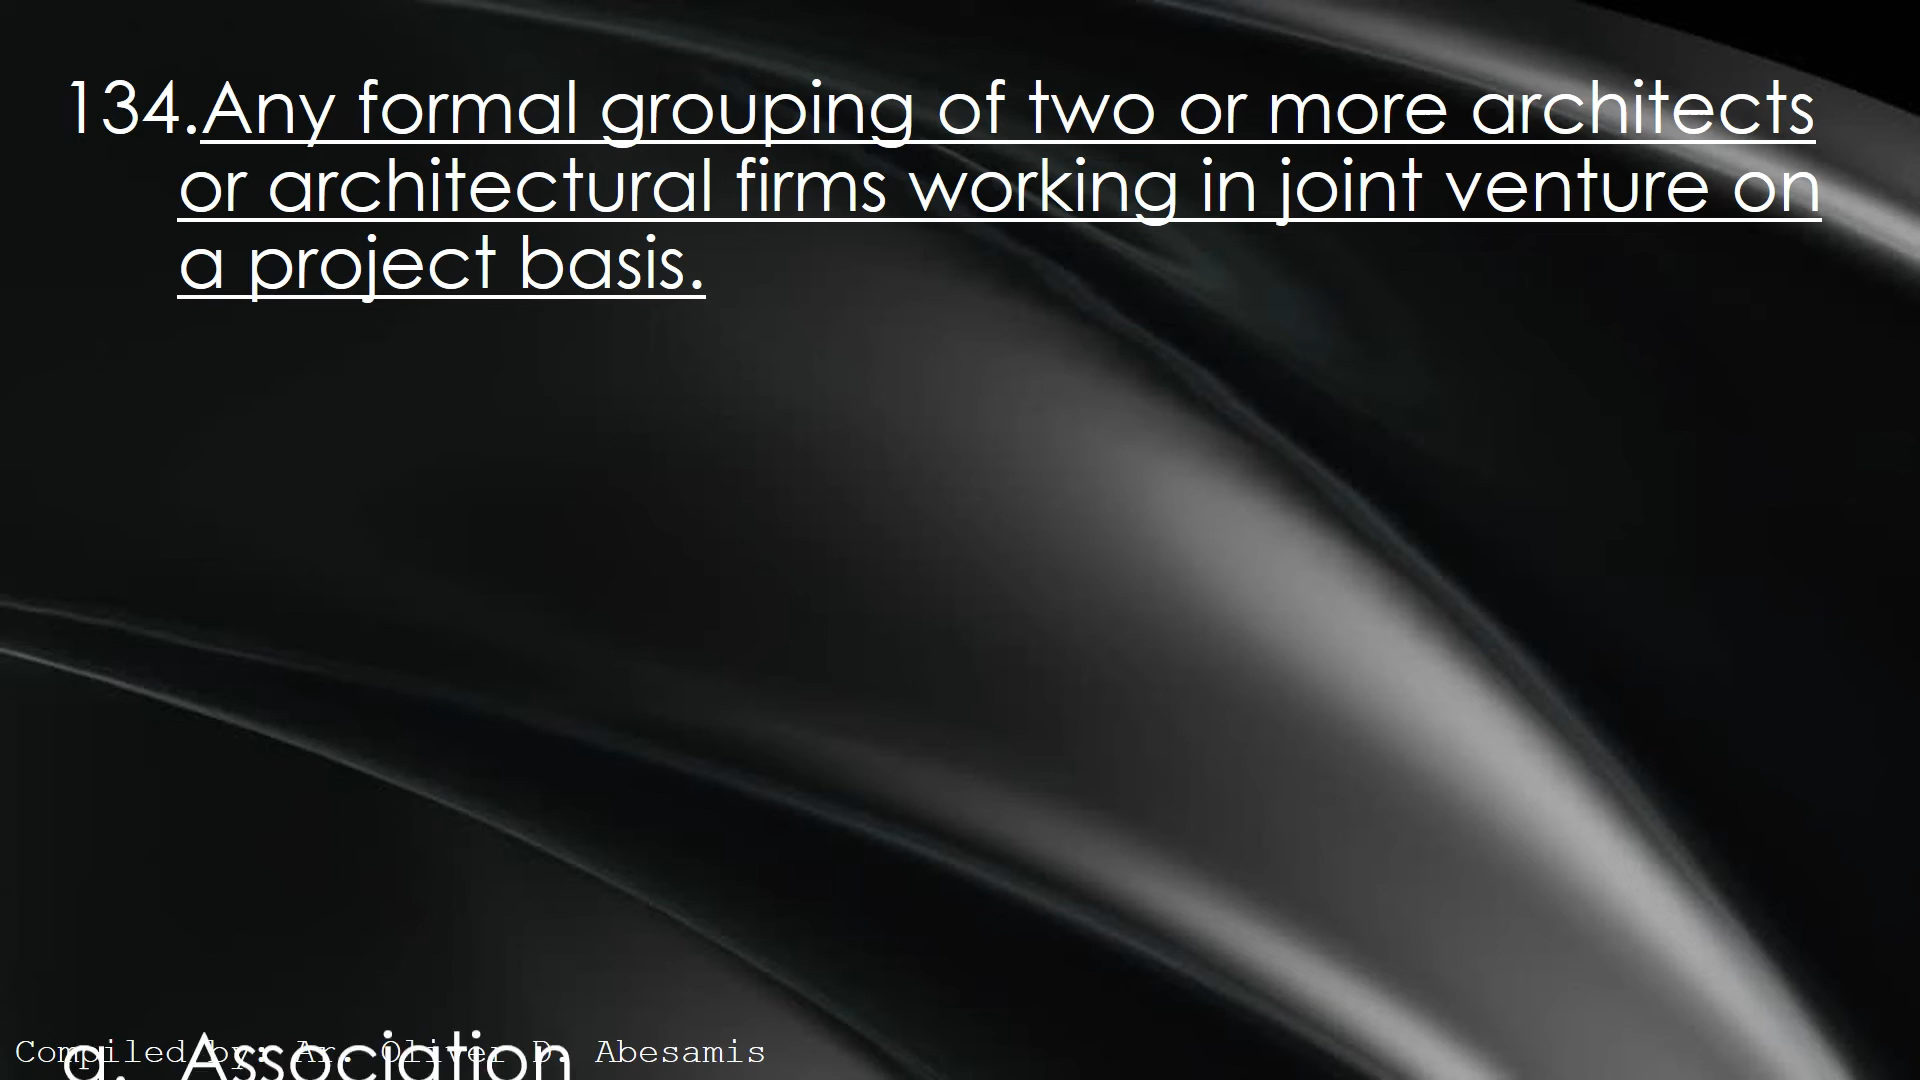 134.Any formal grouping of two or more architects
or architectural firms working in joint venture on
a project basis.
a. Association
Compiled by: Ar. Oliver D. Abesamis